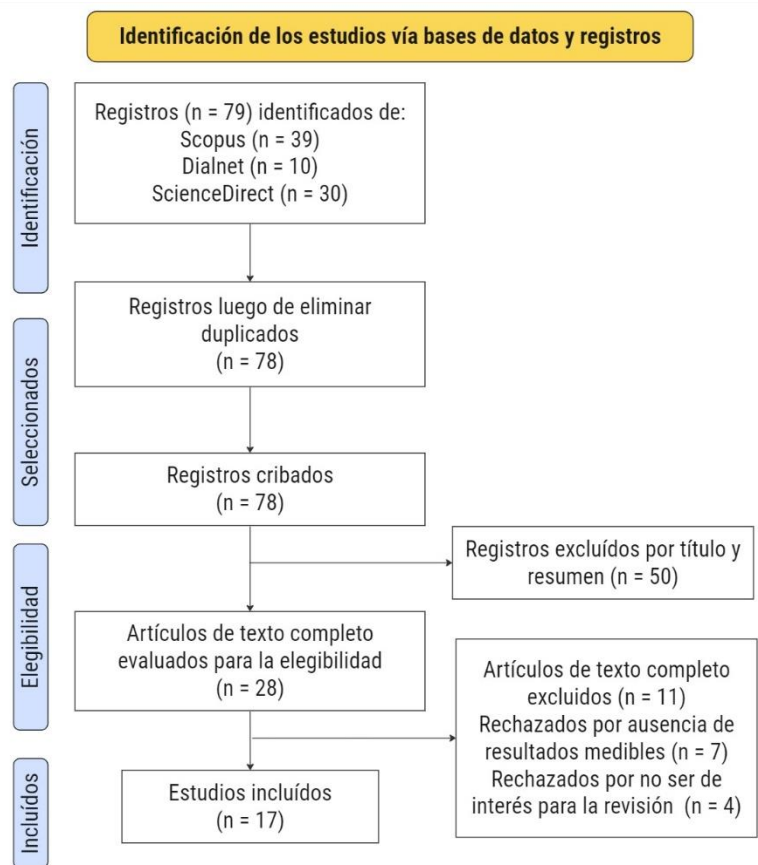 Identificación de los estudios vía bases de datos y registros
Identificación
Registros (n = 79) identificados de:
Scopus (n = 39)
Dialnet (n = 10)
ScienceDirect (n = 30)
Seleccionados
Registros luego de eliminar
duplicados
(n = 78)
Registros cribados
(n = 78)
Registros excluídos por título y
resumen (n = 50)
Elegibilidad
Artículos de texto completo
evaluados para la elegibilidad
(n = 28)
Artículos de texto completo
excluidos (n = 11)
Rechazados por ausencia de
resultados medibles (n = 7)
Rechazados por no ser de
interés para la revisión (n = 4)
Incluídos
Estudios incluídos
(n = 17)